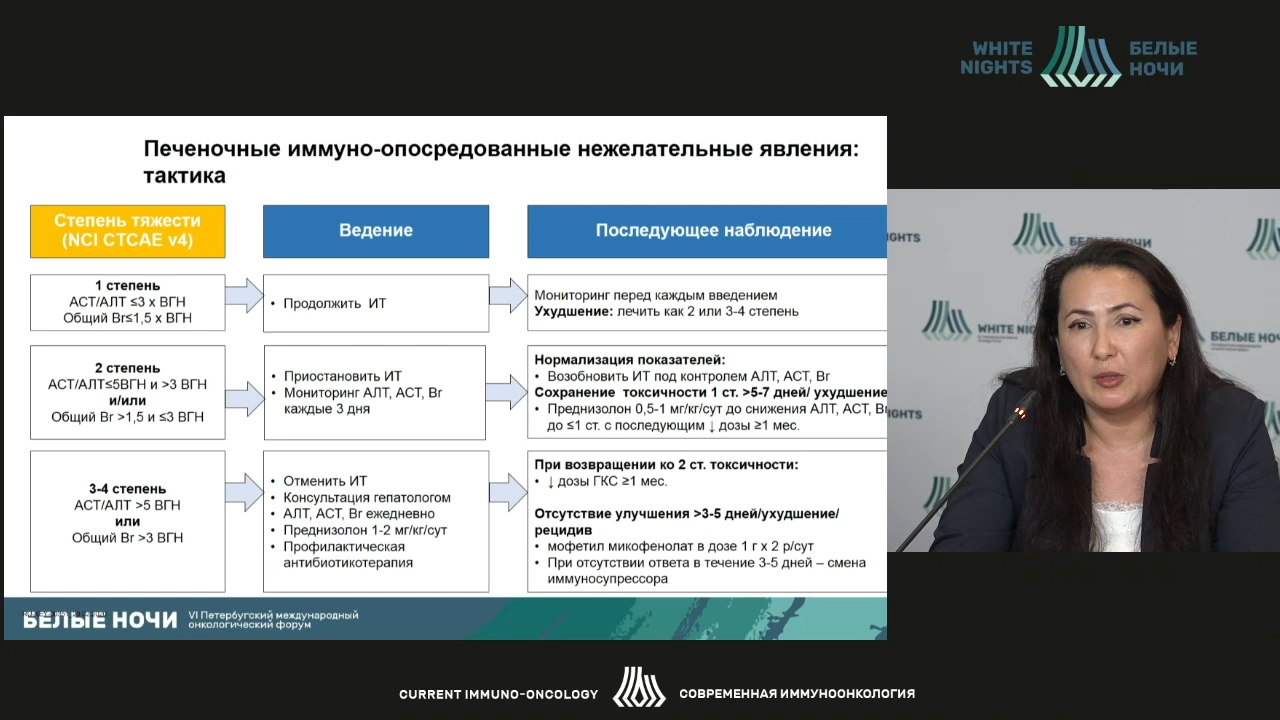 WHITE
NIGHTS
БЕЛЫЕ
НОЧИ
Печеночные иммуно-опосредованные нежелательные явления:
тактика
Степень тяжести
(NCI CTCAE v4)
Ведение
Последующее наблюдение
1 степень
АСТ/АЛТ ≤3 х ВГН
Общий Br≤1,5 х ВГН
• Продолжить ИТ
Мониторинг перед каждым введением
Ухудшение: лечить как 2 или 3-4 степень
2 степень
АСТ/АЛТ≤5ВГН и >3 ВГН
и/или
Общий Br >1,5 и ≤3 ВГН
• Приостановить ИТ
• Мониторинг АЛТ, АСТ, Br
каждые 3 дня
Нормализация показателей:
• Возобновить ИТ под контролем АЛТ, АСТ, Br
Сохранение токсичности 1 ст. >5-7 дней/ ухудшение
• Преднизолон 0,5-1 мг/кг/сут до снижения АЛТ, АСТ, Br
до ≤1 ст. с последующим ↓ дозы ≥1 мес.
3-4 степень
АСТ/АЛТ >5 ВГН
или
Общий Br >3 ВГН
• Отменить ИТ
• Консультация гепатологом
• АЛТ, АСТ, Br ежедневно
• Преднизолон 1-2 мг/кг/сут
• Профилактическая
антибиотикотерапия
При возвращении ко 2 ст. токсичности:
• ↓ дозы ГКС ≥1 мес.
Отсутствие улучшения >3-5 дней/ухудшение/
рецидив
• мофетил микофенолат в дозе 1 г х 2 р/сут
• При отсутствии ответа в течение 3-5 дней – смена
иммуносупрессора
БЕЛЫЕ НОЧИ
VI Петербургский международный
онкологический форум
NIGHTS
БЕЛЫЕ НОЧИ
WHITE NIG
БЕЛЫЕ НОЧИ
GHTS
CURRENT IMMUNO-ONCOLOGY
СОВРЕМЕННАЯ ИММУНООНКОЛОГИЯ